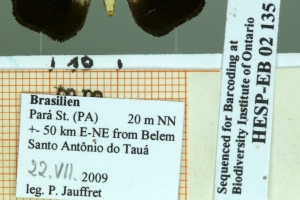 Brasilien
Pará St. (PA) 20 m NN
+- 50 km E-NE from Belem
Santo Antônio do Tauá
22.VII. 2009
leg. P. Jauffret
Sequenced for Barcoding at
Biodiversity Institute of Ontario
HESP-EB 02 135